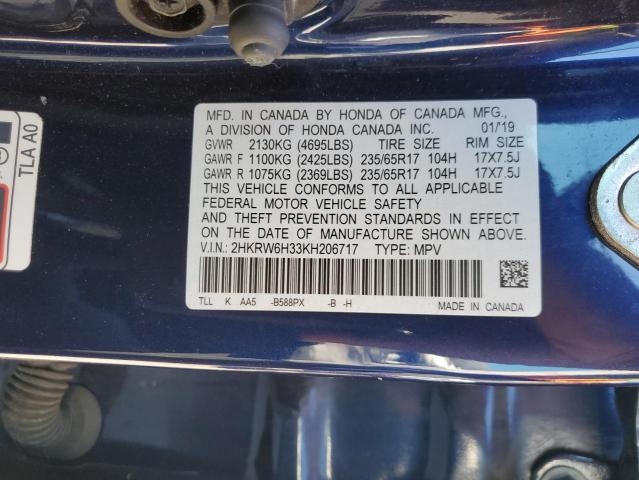 MFD. IN CANADA BY HONDA OF CANADA MFG.,
A DIVISION OF HONDA CANADA INC. 01/19
GVWR 2130KG (4695LBS) TIRE SIZE RIM SIZE
GAWR F 1100KG (2425LBS) 235/65R17 104H 17X7.5J
GAWR R 1075KG (2369LBS) 235/65R17 104H 17X7.5J
THIS VEHICLE CONFORMS TO ALL APPLICABLE
FEDERAL MOTOR VEHICLE SAFETY
AND THEFT PREVENTION STANDARDS IN EFFECT
ON THE DATE OF MANUFACTURE SHOWN ABOVE.
V.I.N.: 2HKRW6H33KH206717 TYPE: MPV
TLL K AA5 -B588PX -B -H MADE IN CANADA
TLA A0